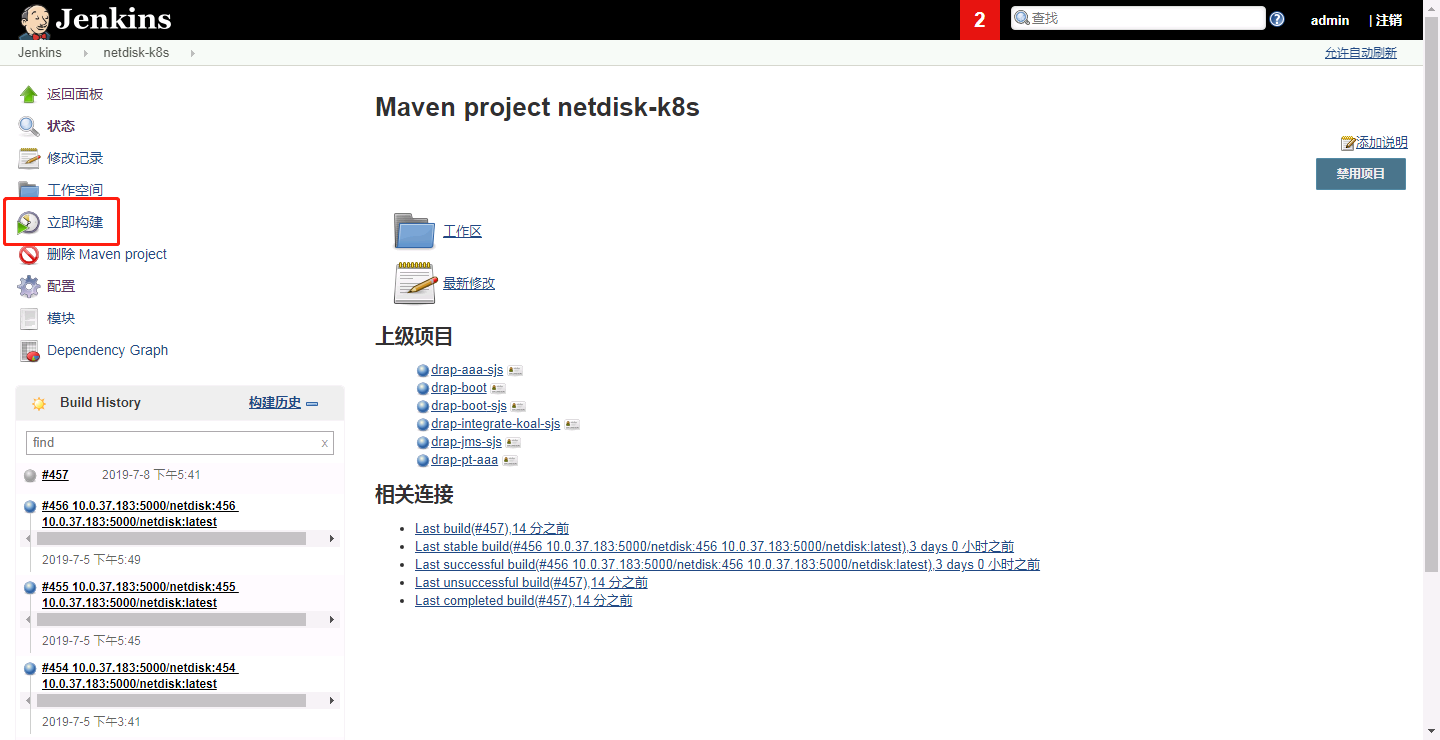 Jenkins
2
查找
admin
| 注销
Jenkins
netdisk-k8s
允许自动刷新
返回面板
状态
修改记录
工作空间
立即构建
删除 Maven project
配置
模块
Dependency Graph
Build History
构建历史
find
x
#457
2019-7-8 下午5:41
#456 10.0.37.183:5000/netdisk:456
10.0.37.183:5000/netdisk:latest
2019-7-5 下午5:49
#455 10.0.37.183:5000/netdisk:455
10.0.37.183:5000/netdisk:latest
2019-7-5 下午5:45
#454 10.0.37.183:5000/netdisk:454
10.0.37.183:5000/netdisk:latest
2019-7-5 下午3:41
Maven project netdisk-k8s
添加说明
禁用项目
工作区
最新修改
上级项目
drap-aaa-sjs
drap-boot
drap-boot-sjs
drap-integrate-koal-sjs
drap-jms-sjs
drap-pt-aaa
相关连接
Last build(#457),14 分之前
Last stable build(#456 10.0.37.183:5000/netdisk:456 10.0.37.183:5000/netdisk:latest),3 days 0 小时之前
Last successful build(#456 10.0.37.183:5000/netdisk:456 10.0.37.183:5000/netdisk:latest),3 days 0 小时之前
Last unsuccessful build(#457),14 分之前
Last completed build(#457),14 分之前